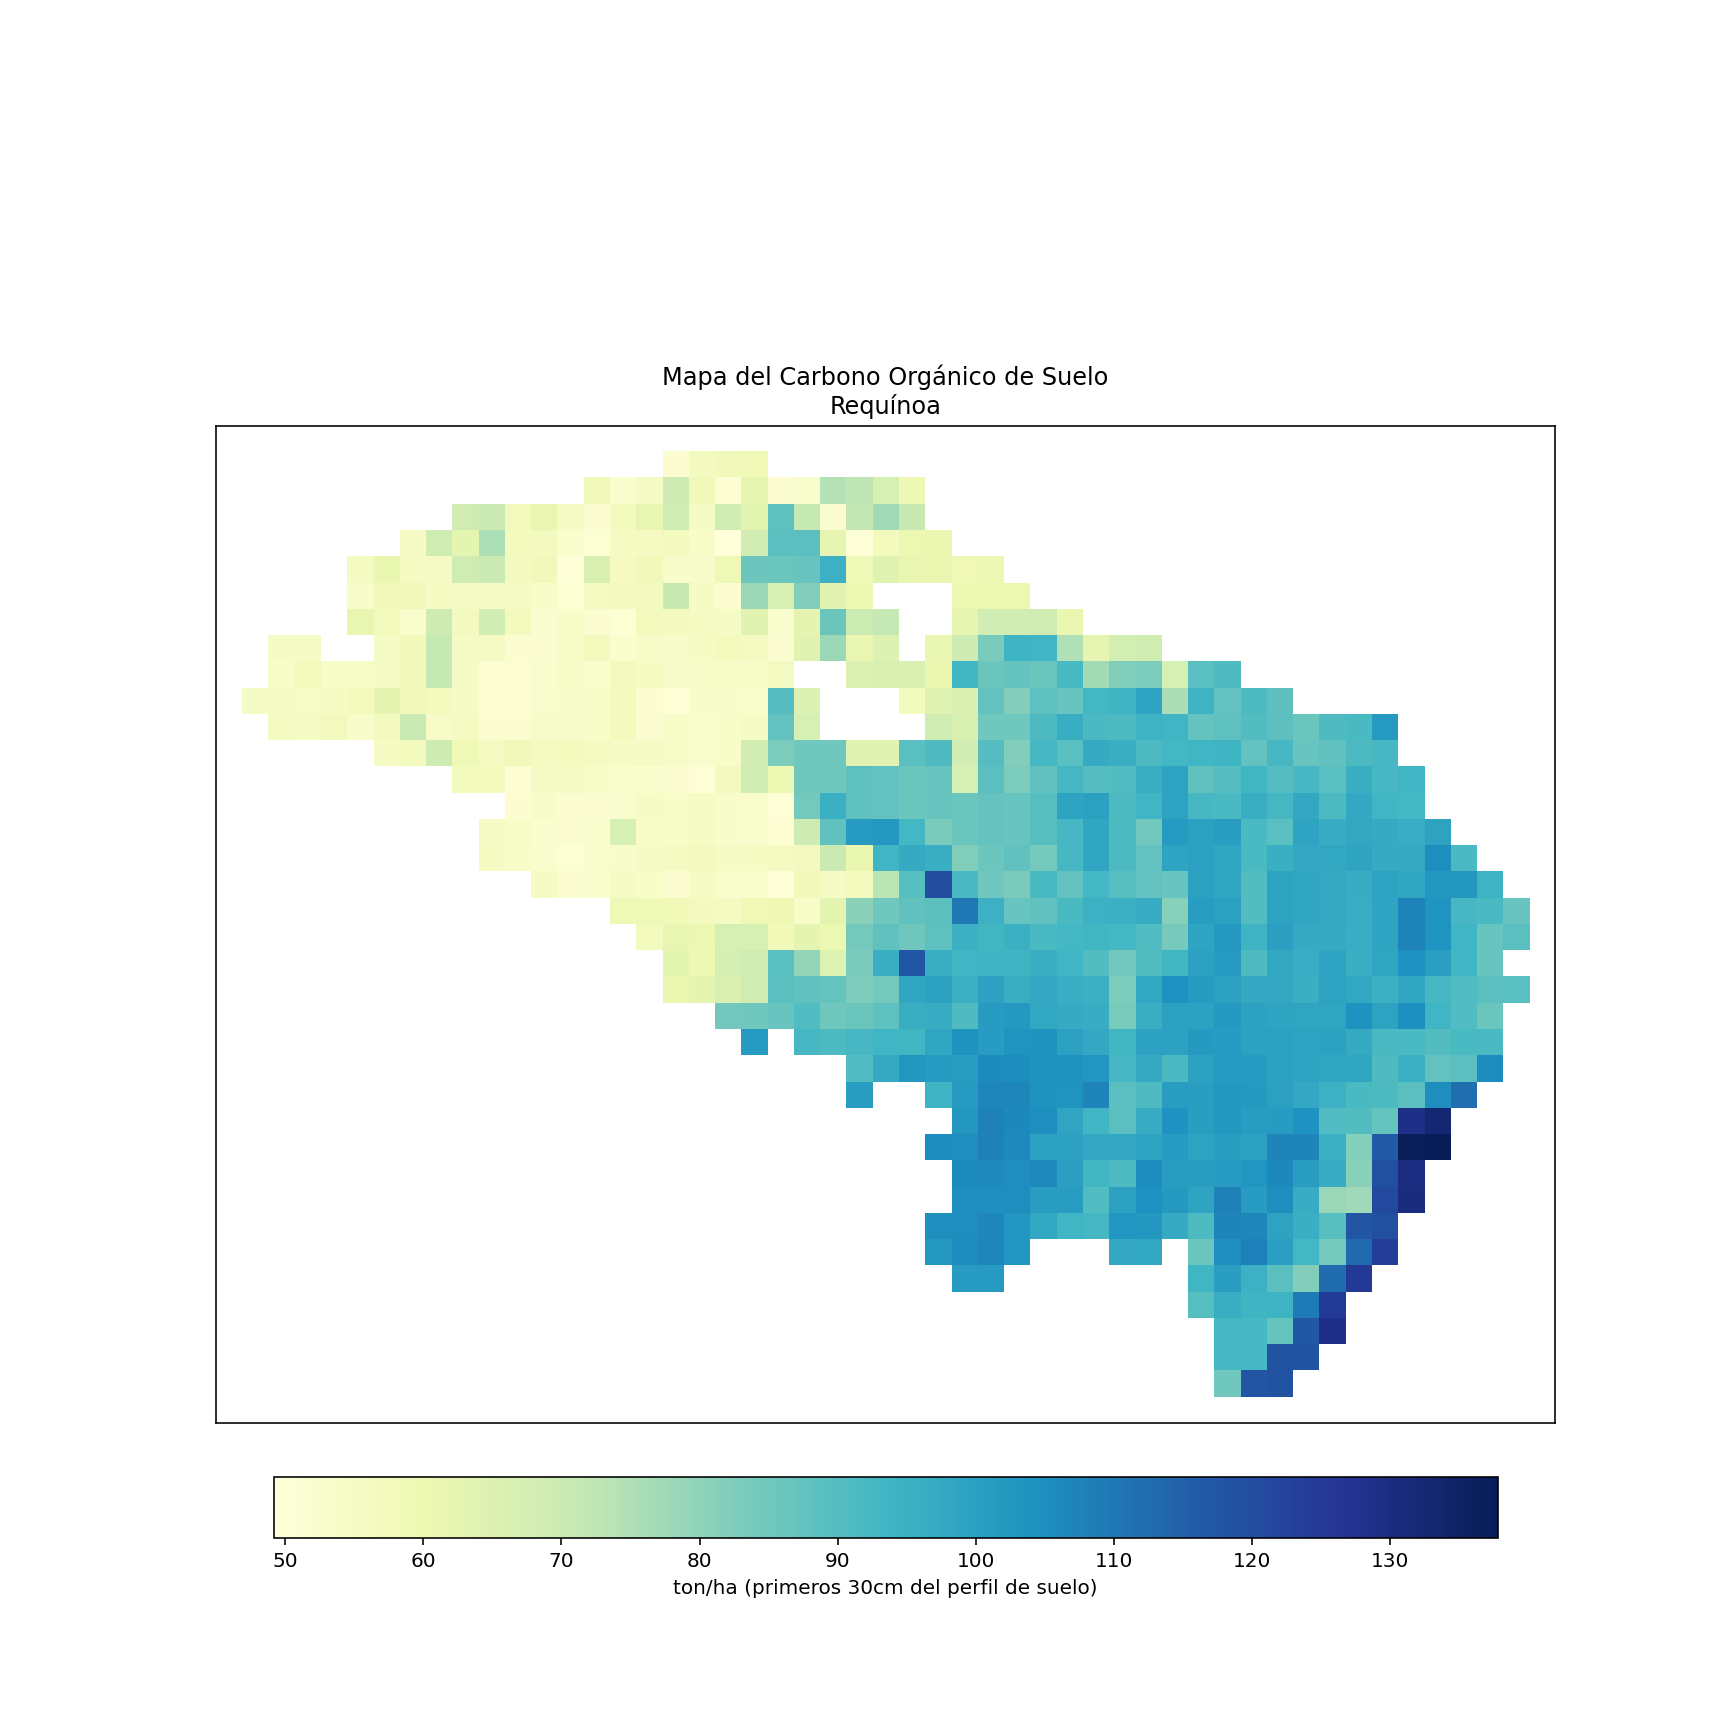 Mapa del Carbono Orgánico de Suelo
Requínoa
50 60 70 80 90 100 110 120 130
ton/ha (primeros 30cm del perfil de suelo)